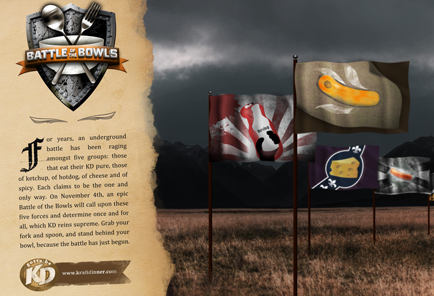 BATTLE OF THE BOWLS
For years, an underground
battle has been raging
amongst five groups: those
that eat their KD pure, those
of ketchup, of hotdog, of cheese and of
spicy. Each claims to be the one and
only way. On November 4th, an epic
Battle of the Bowls will call upon these
five forces and determine once and for
all, which KD reins supreme. Grab your
fork and spoon, and stand behind your
bowl, because the battle has just begun.
KD
www.kraftdinner.com